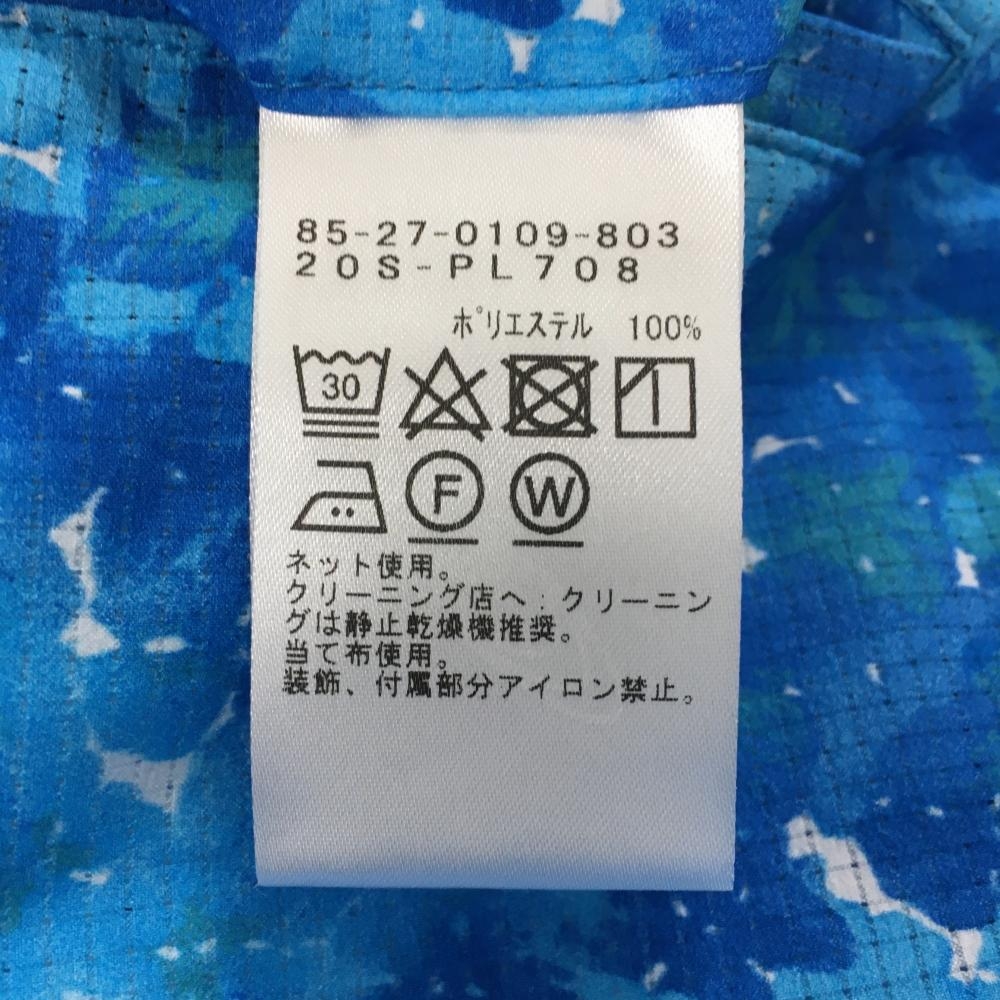 85-27-0109-803
20S-PL708
ポリエステル 100%
30
F W
ネット使用。
クリーニング店へ：クリーニン
グは静止乾燥機推奨。
当て布使用。
装飾、付属部分アイロン禁止。